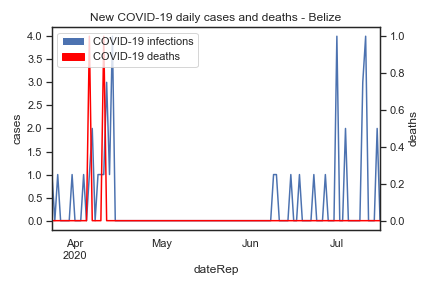 New COVID-19 daily cases and deaths - Belize
COVID-19 infections
COVID-19 deaths
4.0
3.5
3.0
2.5
2.0
1.5
1.0
0.5
0.0
cases
1.0
0.8
0.6
0.4
0.2
0.0
deaths
Apr
2020
May
Jun
Jul
dateRep